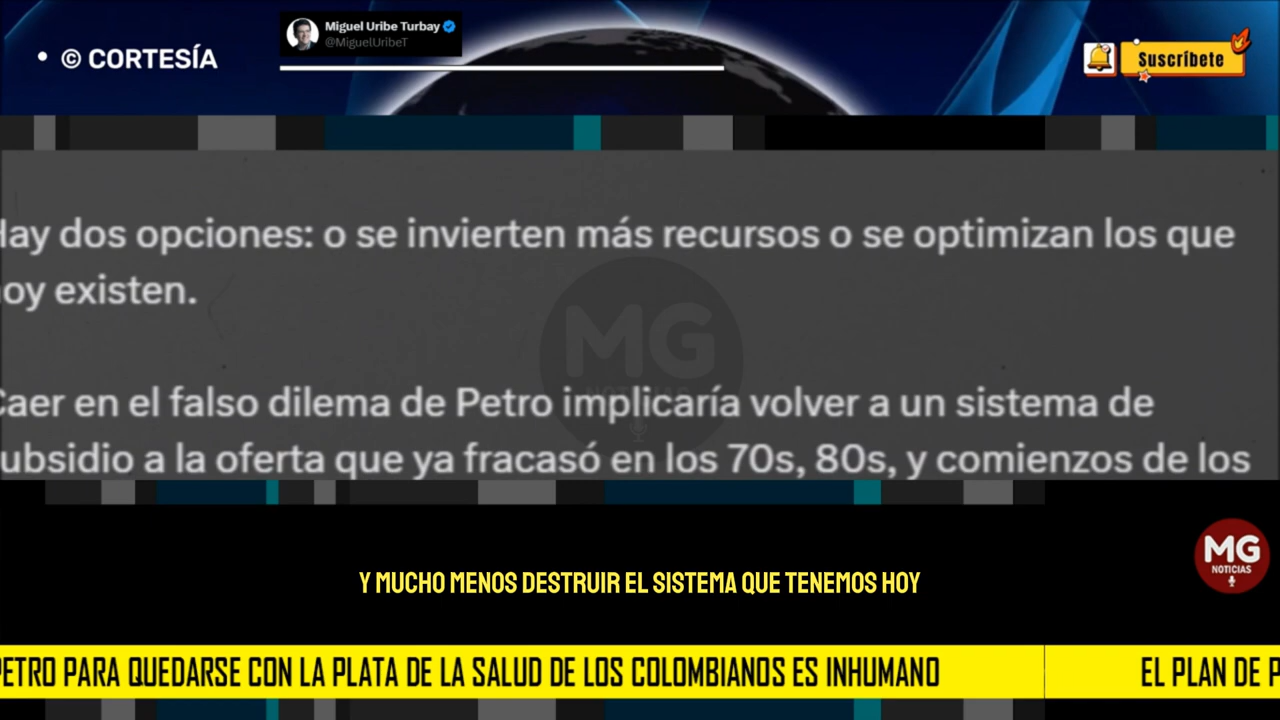 • © CORTESÍA
Miguel Uribe Turbay
@MiguelUribeT
Suscríbete
Hay dos opciones: o se invierten más recursos o se optimizan los que
hoy existen.
MG
NOTICIAS
Caer en el falso dilema de Petro implicaría volver a un sistema de
subsidio a la oferta que ya fracasó en los 70s, 80s, y comienzos de los
MG
NOTICIAS
Y MUCHO MENOS DESTRUIR EL SISTEMA QUE TENEMOS HOY
PETRO PARA QUEDARSE CON LA PLATA DE LA SALUD DE LOS COLOMBIANOS ES INHUMANO
EL PLAN DE P